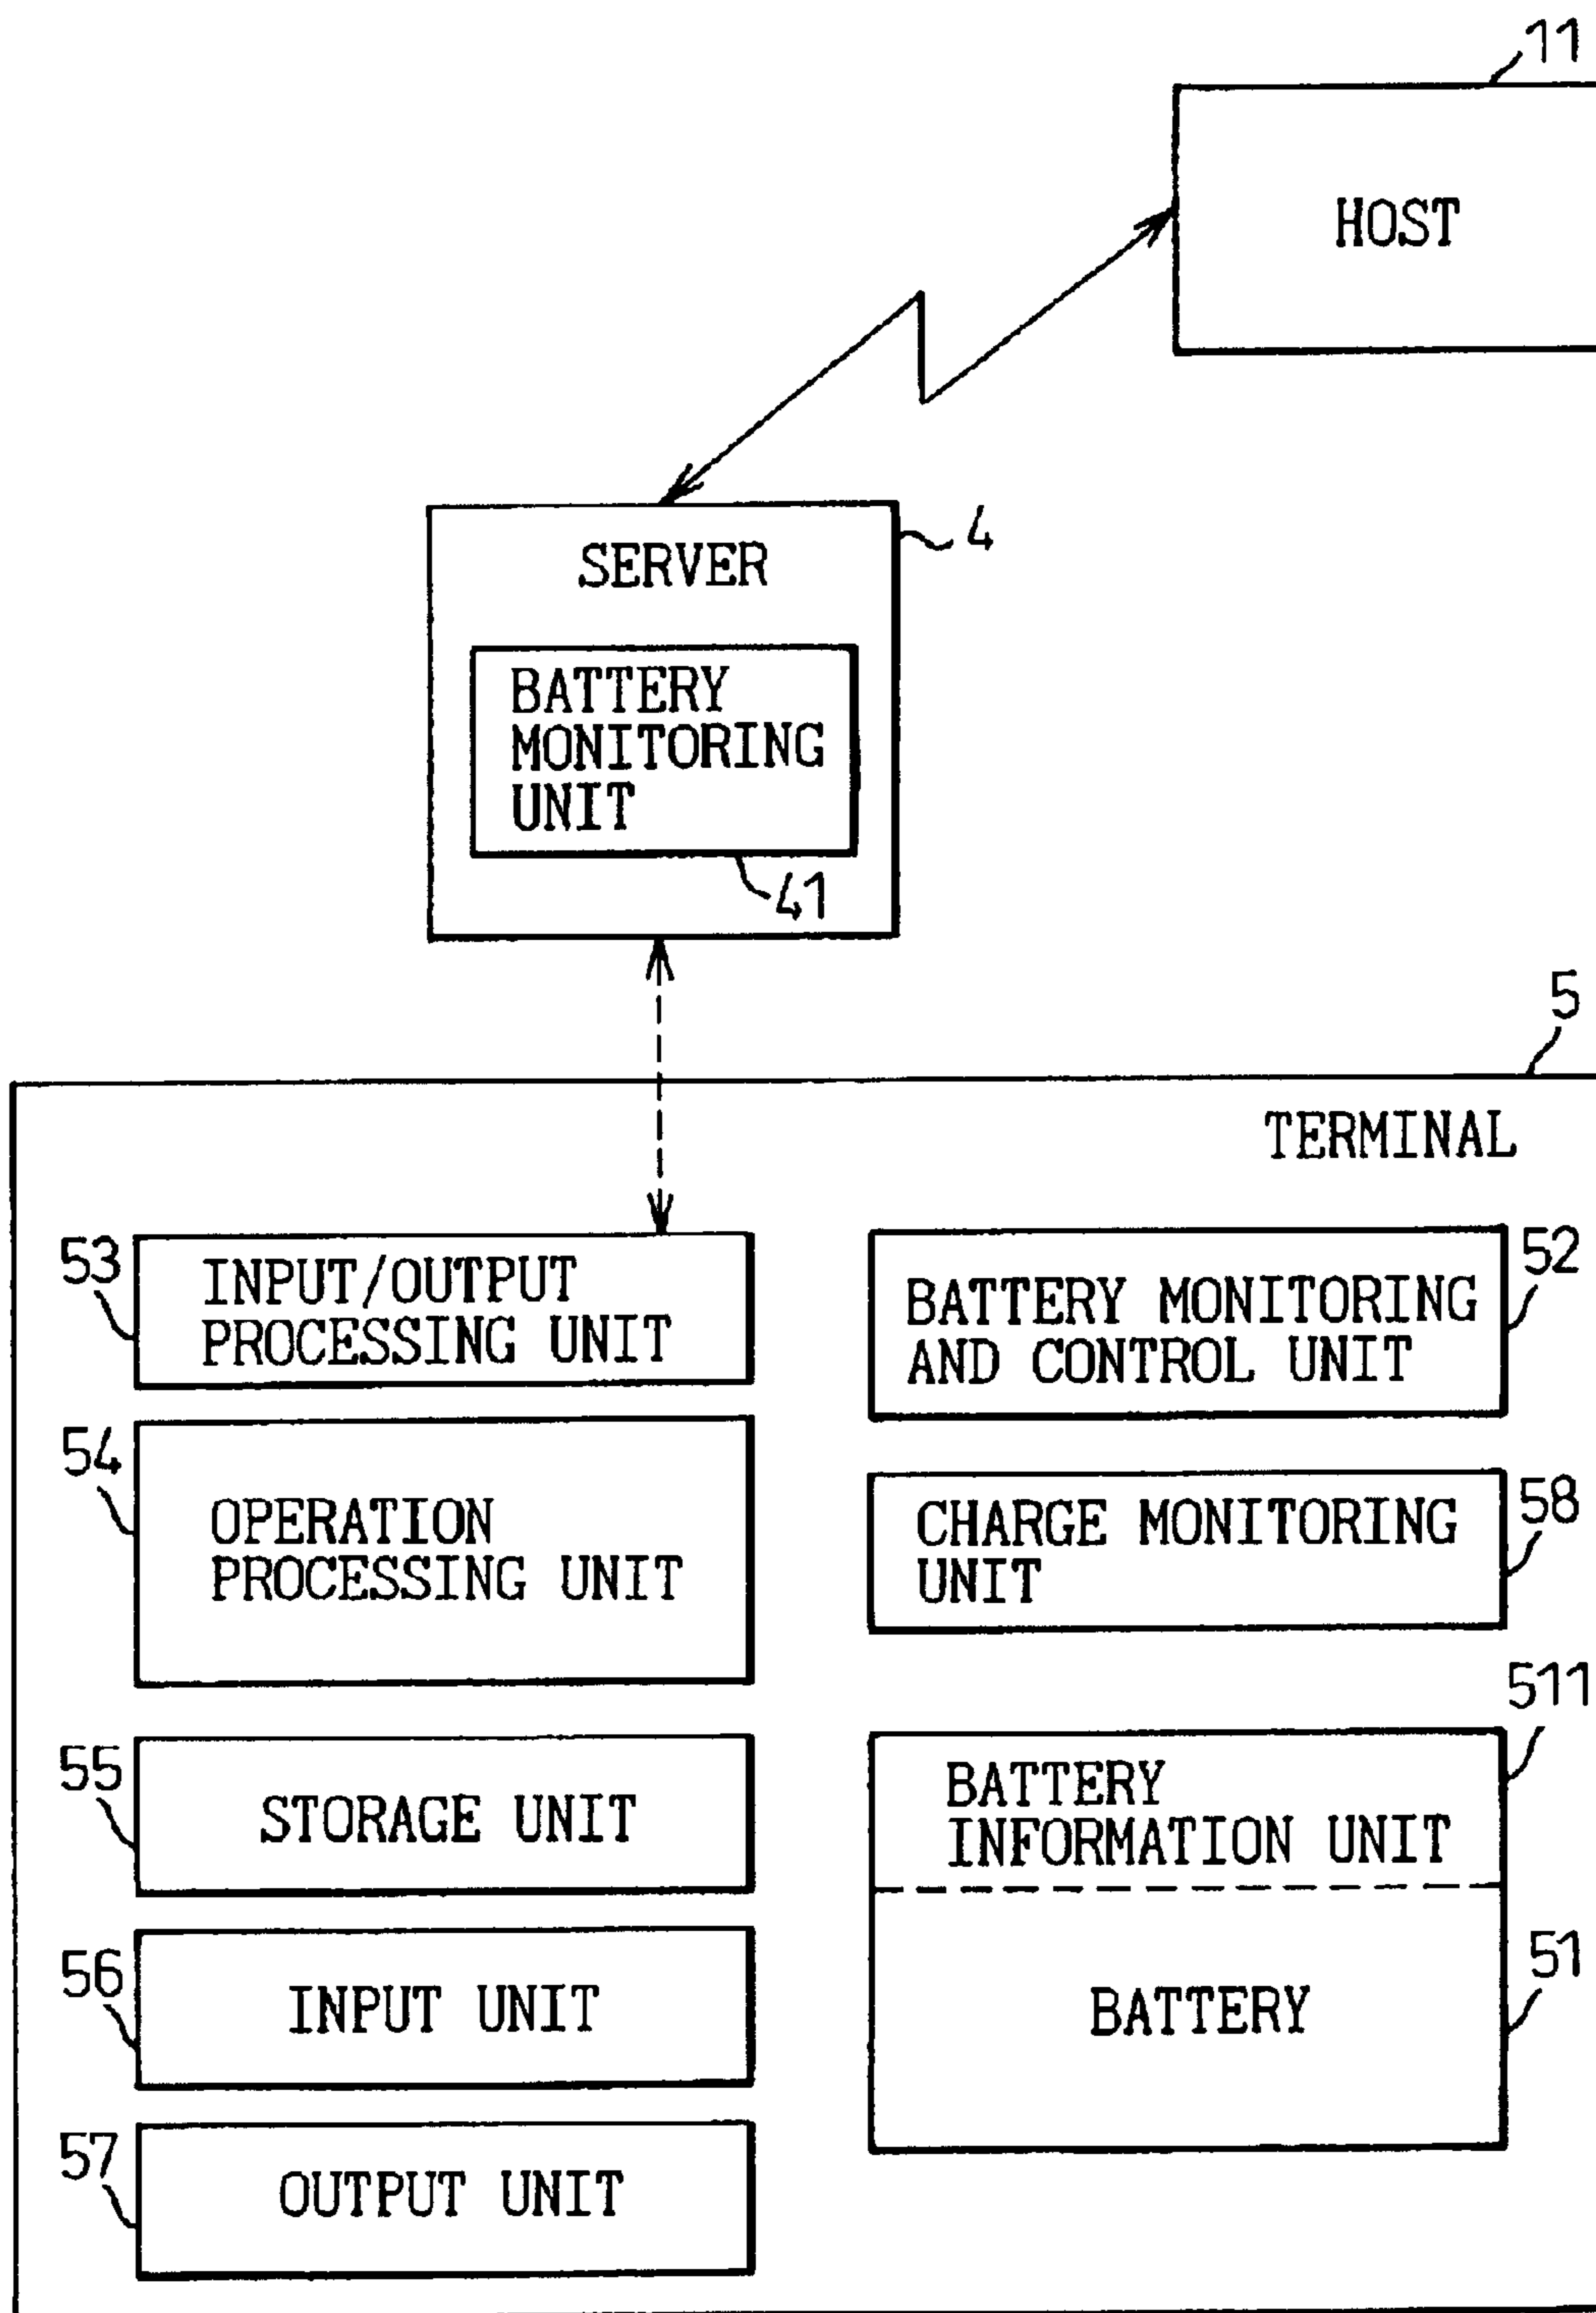 11
HOST
4
SERVER
BATTERY
MONITORING
UNIT
41
5
TERMINAL
53
INPUT/OUTPUT
PROCESSING UNIT
52
BATTERY MONITORING
AND CONTROL UNIT
54
OPERATION
PROCESSING UNIT
58
CHARGE MONITORING
UNIT
511
55
STORAGE UNIT
BATTERY
INFORMATION UNIT
56
INPUT UNIT
51
BATTERY
57
OUTPUT UNIT